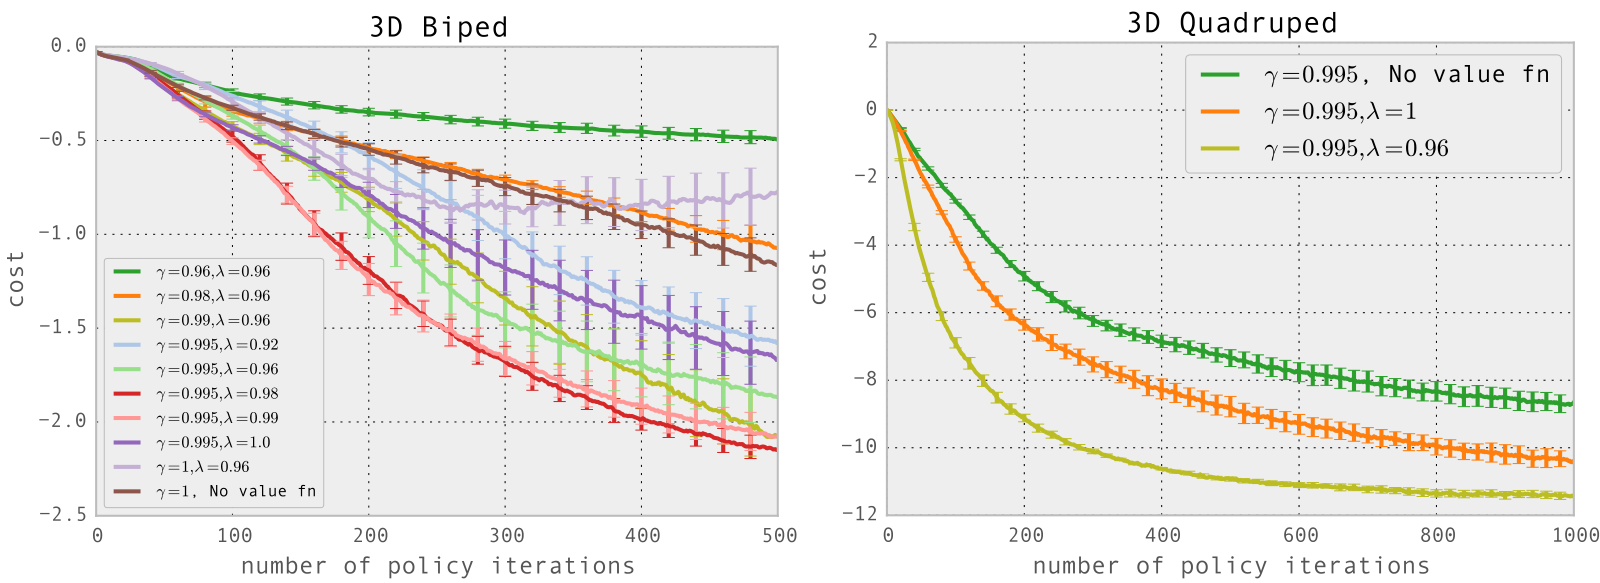 3D Biped
0.0
−0.5
−1.0
−1.5
−2.0
−2.5
cost
γ=0.96,λ=0.96
γ=0.98,λ=0.96
γ=0.99,λ=0.96
γ=0.995,λ=0.92
γ=0.995,λ=0.96
γ=0.995,λ=0.98
γ=0.995,λ=0.99
γ=0.995,λ=1.0
γ=1,λ=0.96
γ=1, No value fn
0 100 200 300 400 500
number of policy iterations
3D Quadruped
2
0
−2
−4
−6
−8
−10
−12
cost
γ=0.995, No value fn
γ=0.995,λ=1
γ=0.995,λ=0.96
0 200 400 600 800 1000
number of policy iterations